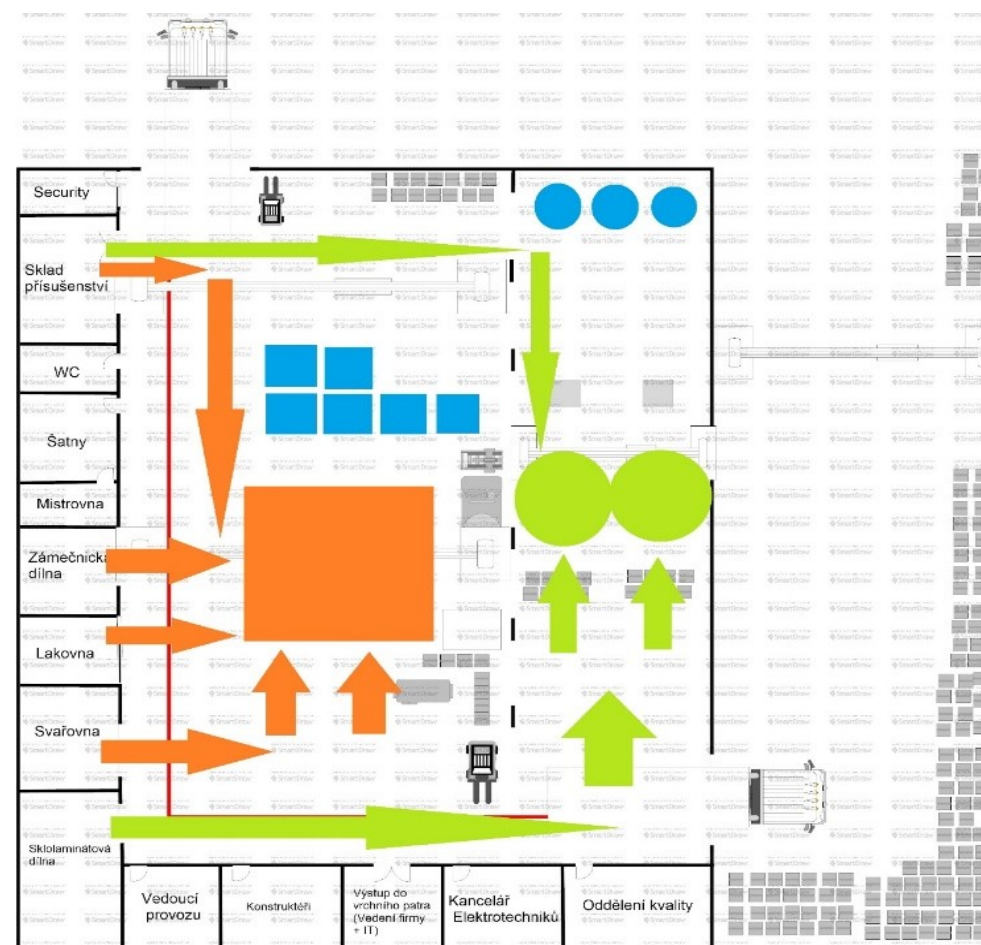 Security
Sklad
přísušenství
WC
Šatny
Mistrovna
Zámečnická
dílna
Lakovna
Svařovna
Sklolaminátová
dílna
Vedoucí
provozu
Konstruktéři
Výstup do
vrchního patra
(Vedení firmy
+ IT)
Kancelář
Elektrotechniků
Oddělení kvality